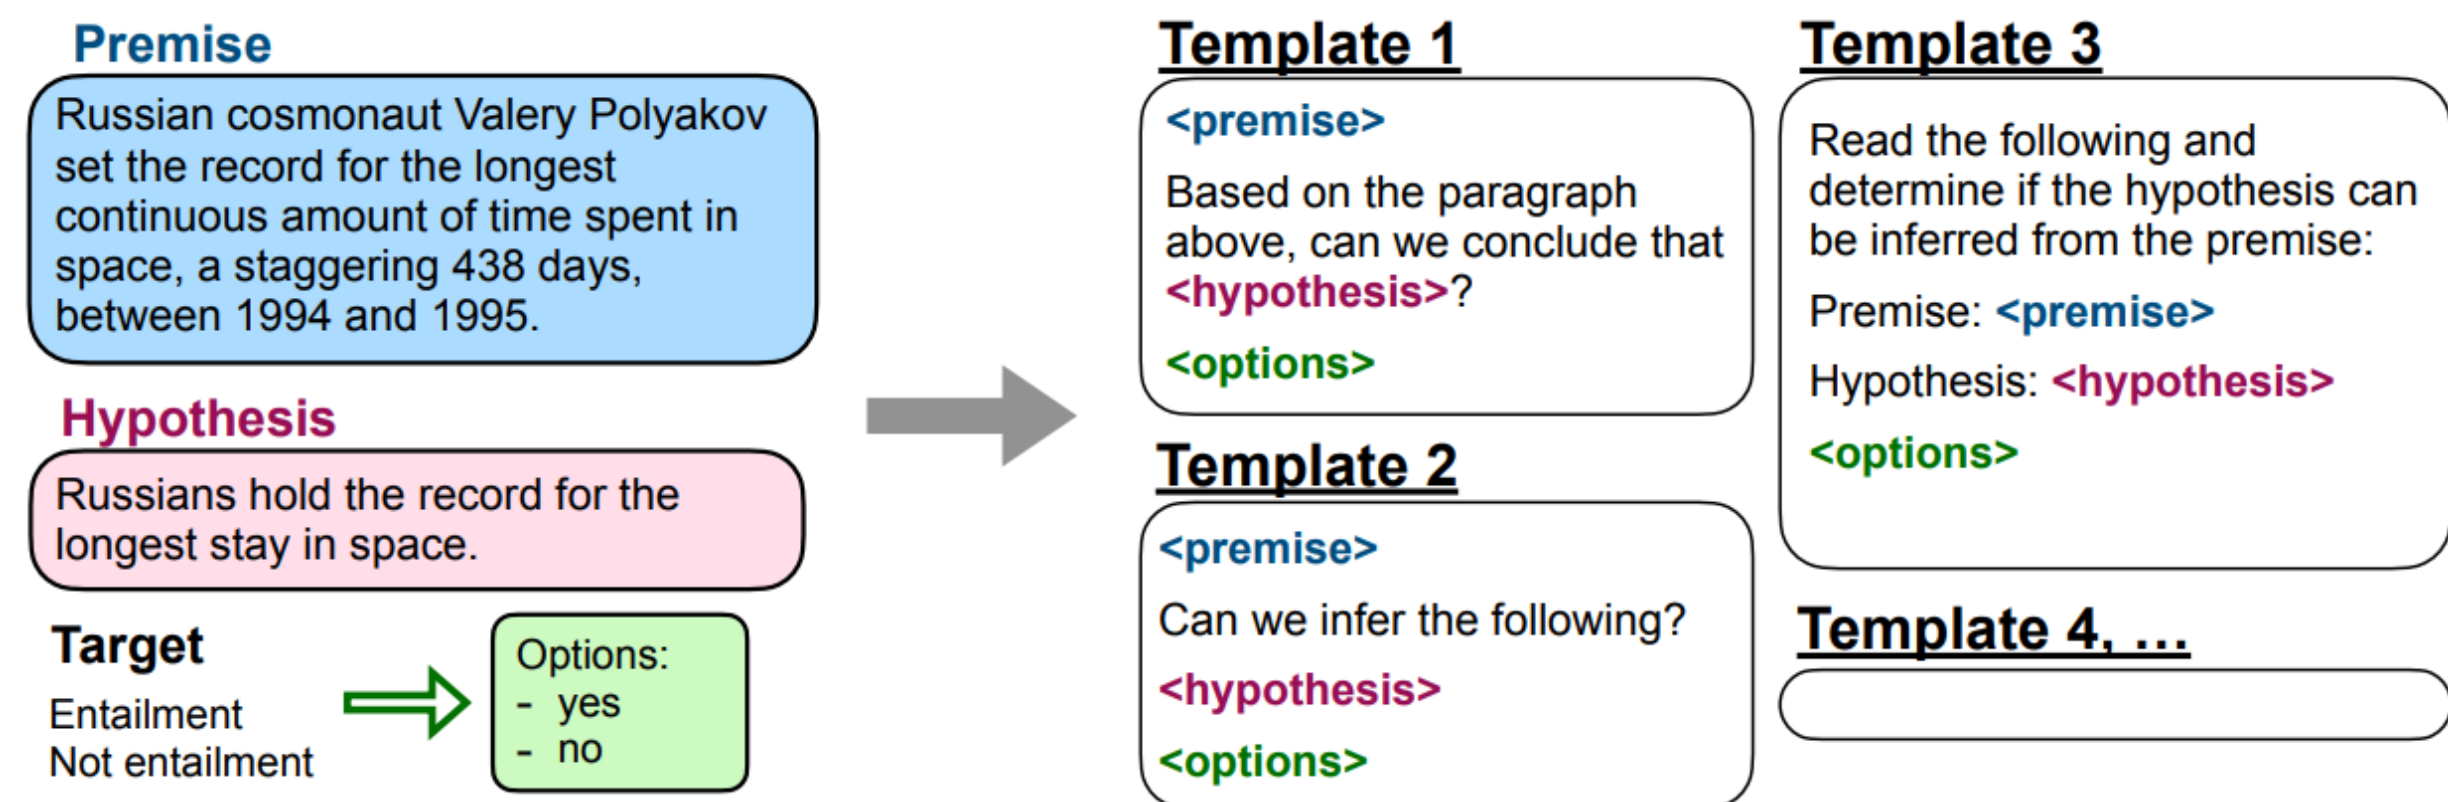 Premise
Russian cosmonaut Valery Polyakov
set the record for the longest
continuous amount of time spent in
space, a staggering 438 days,
between 1994 and 1995.
Hypothesis
Russians hold the record for the
longest stay in space.
Target
Entailment
Not entailment
Options:
- yes
- no
Template 1
<premise>
Based on the paragraph
above, can we conclude that
<hypothesis>?
<options>
Template 2
<premise>
Can we infer the following?
<hypothesis>
<options>
Template 3
Read the following and
determine if the hypothesis can
be inferred from the premise:
Premise: <premise>
Hypothesis: <hypothesis>
<options>
Template 4, ...